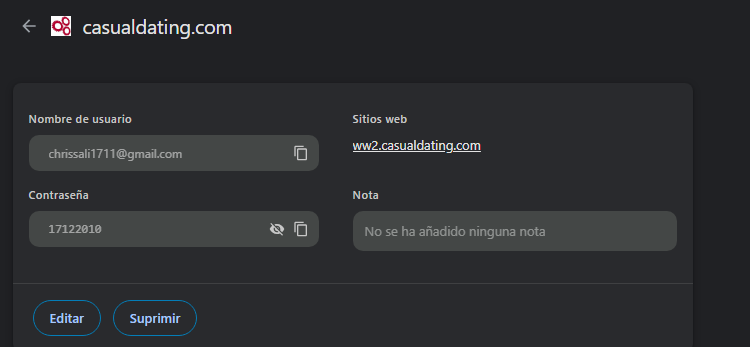 casualdating.com
Nombre de usuario
chrissali1711@gmail.com
Sitios web
ww2.casualdating.com
Contraseña
17122010
Nota
No se ha añadido ninguna nota
Editar
Suprimir